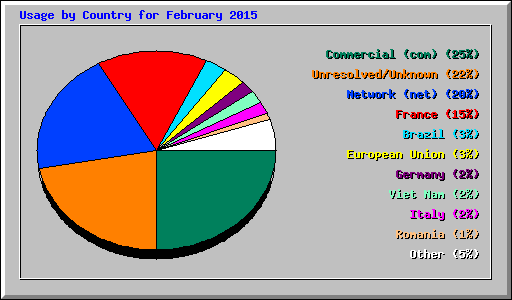 Usage by Country for February 2015
Commercial (com) (25%)
Unresolved/Unknown (22%)
Network (net) (20%)
France (15%)
Brazil (3%)
European Union (3%)
Germany (2%)
Viet Nam (2%)
Italy (2%)
Romania (1%)
Other (5%)